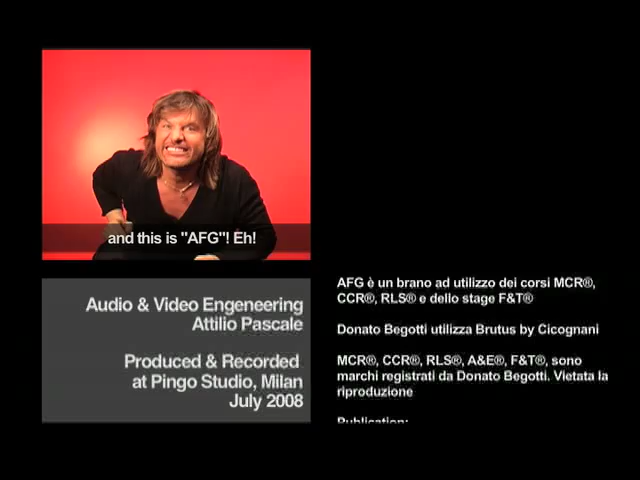 and this is "AFG"! Eh!
Audio & Video Engeneering
Attilio Pascale
Produced & Recorded
at Pingo Studio, Milan
July 2008
AFG è un brano ad utilizzo dei corsi MCR®,
CCR®, RLS® e dello stage F&T®
Donato Begotti utilizza Brutus by Cicognani
MCR®, CCR®, RLS®, A&E®, F&T®, sono
marchi registrati da Donato Begotti. Vietata la
riproduzione
Publication: